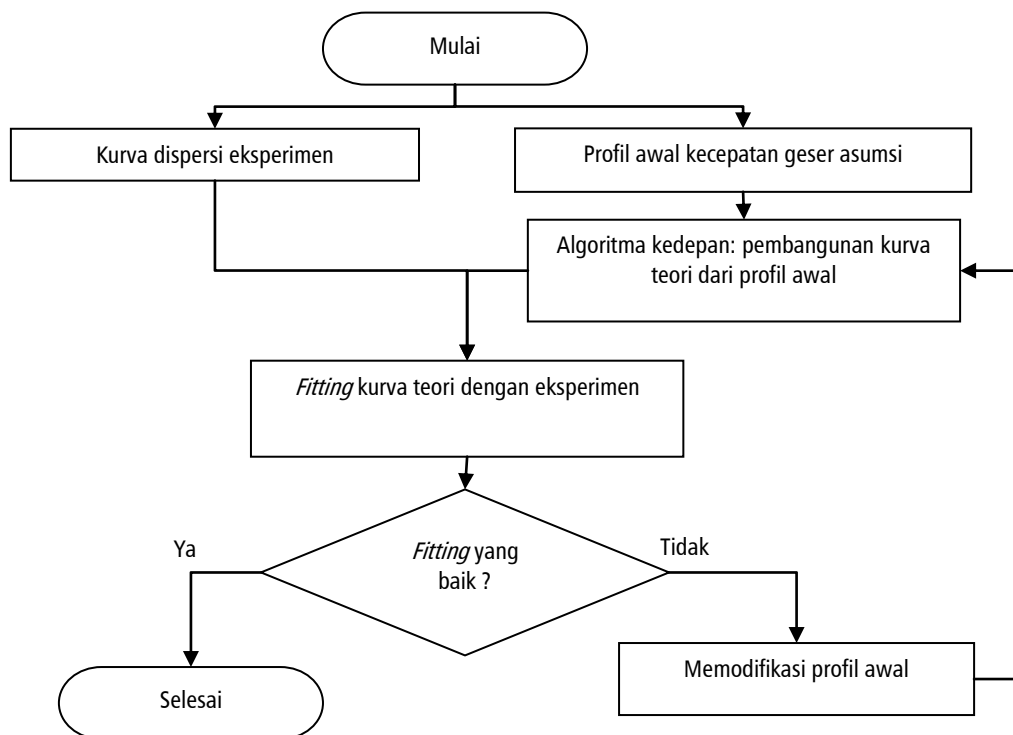 Mulai
Kurva dispersi eksperimen
Profil awal kecepatan geser asumsi
Algoritma kedepan: pembangunan kurva
teori dari profil awal
Fitting kurva teori dengan eksperimen
Ya
Fitting yang
baik ?
Tidak
Memodifikasi profil awal
Selesai